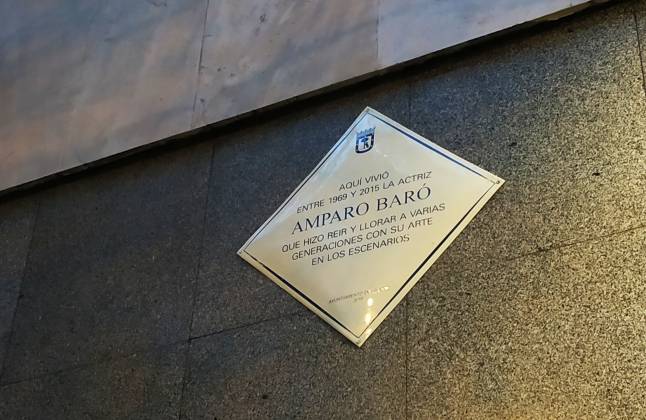 AQUÍ VIVIÓ
ENTRE 1969 Y 2015 LA ACTRIZ
AMPARO BARÓ
QUE HIZO REIR Y LLORAR A VARIAS
GENERACIONES CON SU ARTE
EN LOS ESCENARIOS
AYUNTAMIENTO